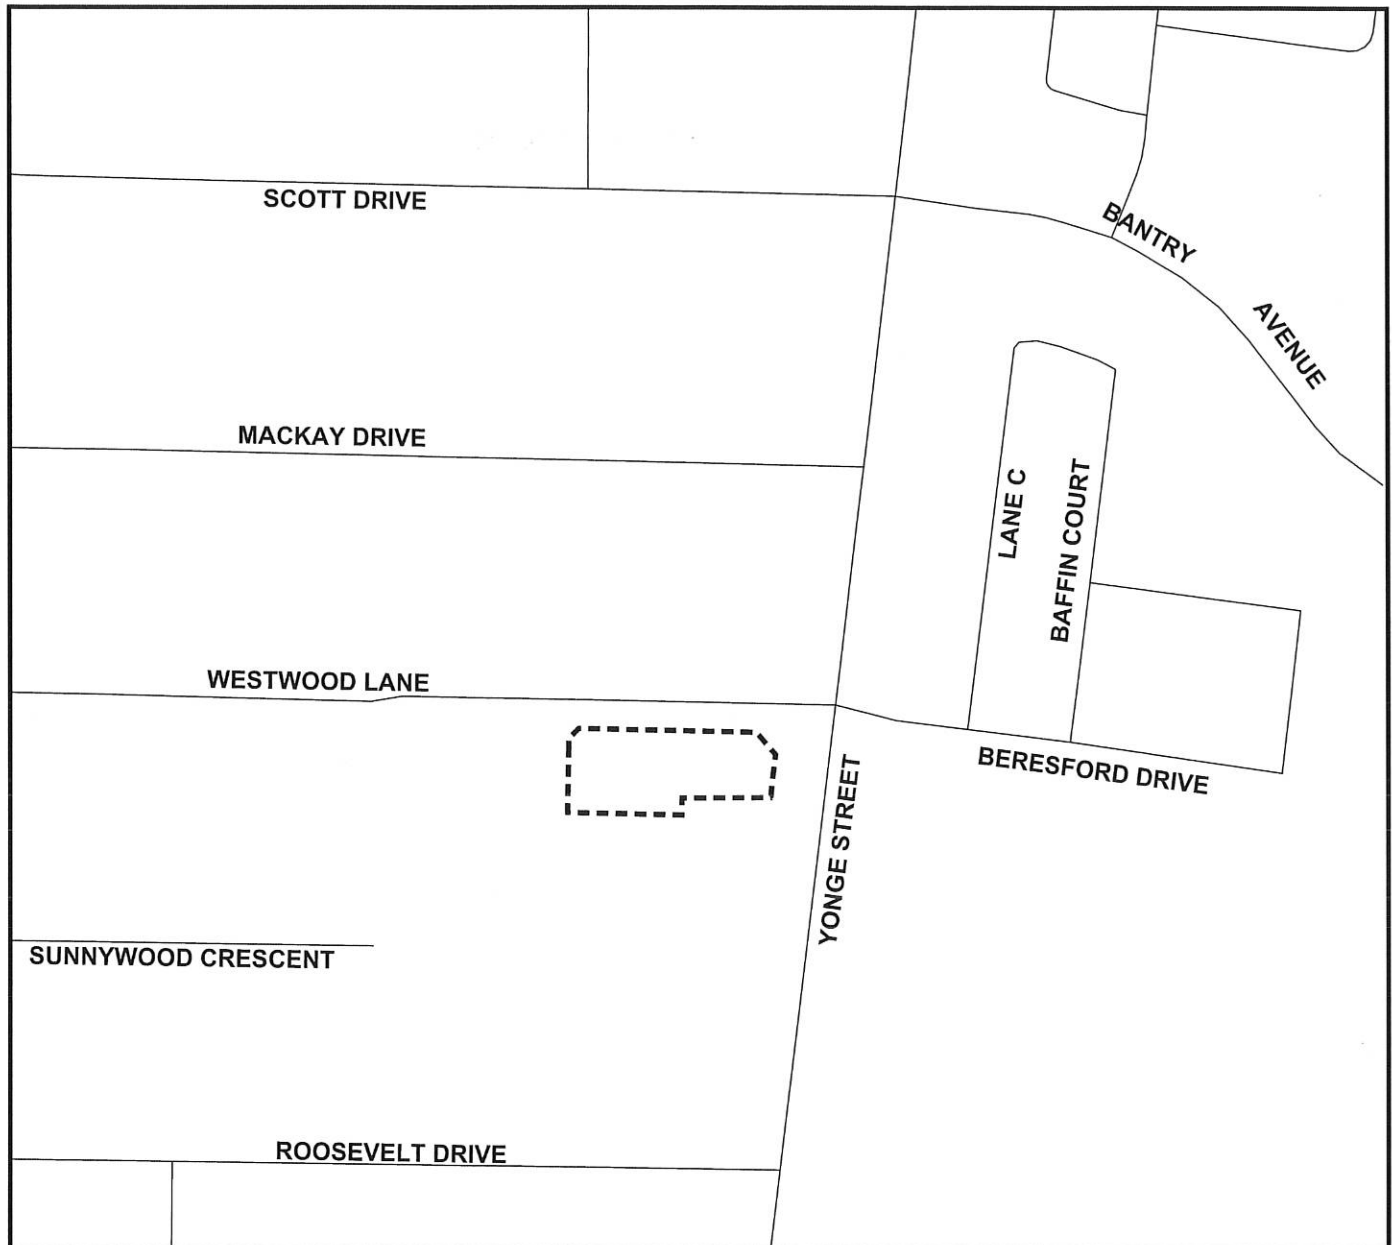 SCOTT DRIVE
BANTRY
AVENUE
MACKAY DRIVE
LANE C
BAFFIN COURT
WESTWOOD LANE
BERESFORD DRIVE
YONGE STREET
SUNNYWOOD CRESCENT
ROOSEVELT DRIVE